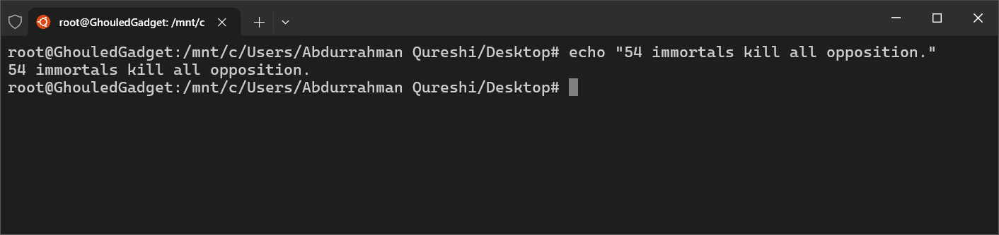 root@GhouledGadget: /mnt/c
root@GhouledGadget:/mnt/c/Users/Abdurrahman Qureshi/Desktop# echo "54 immortals kill all opposition."
54 immortals kill all opposition.
root@GhouledGadget:/mnt/c/Users/Abdurrahman Qureshi/Desktop#